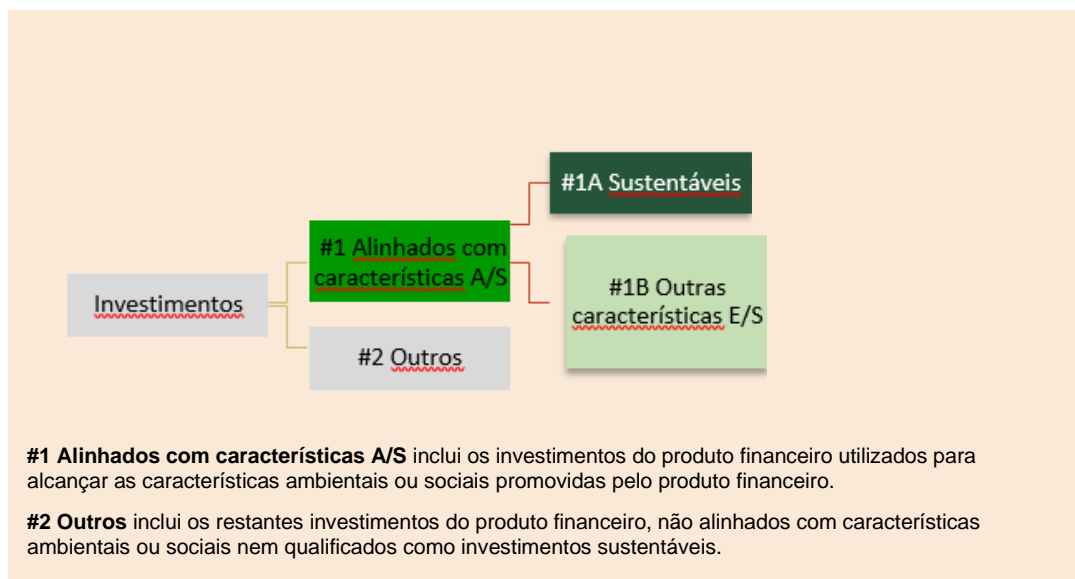 #1A Sustentáveis
#1 Alinhados com
características A/S
Investimentos
#1B Outras
características E/S
#2 Outros
#1 Alinhados com características A/S inclui os investimentos do produto financeiro utilizados para
alcançar as características ambientais ou sociais promovidas pelo produto financeiro.
#2 Outros inclui os restantes investimentos do produto financeiro, não alinhados com características
ambientais ou sociais nem qualificados como investimentos sustentáveis.